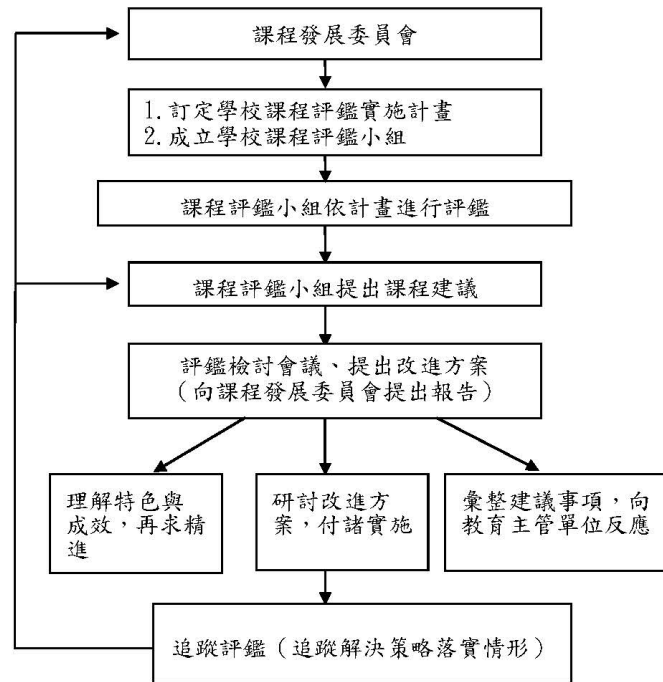 課程發展委員會
1.訂定學校課程評鑑實施計畫
2.成立學校課程評鑑小組
課程評鑑小組依計畫進行評鑑
課程評鑑小組提出課程建議
評鑑檢討會議、提出改進方案
(向課程發展委員會提出報告)
理解特色與
成效,再求精
進
研討改進方
案,付諸實施
彙整建議事項,向
教育主管單位反應
追蹤評鑑(追蹤解決策略落實情形)